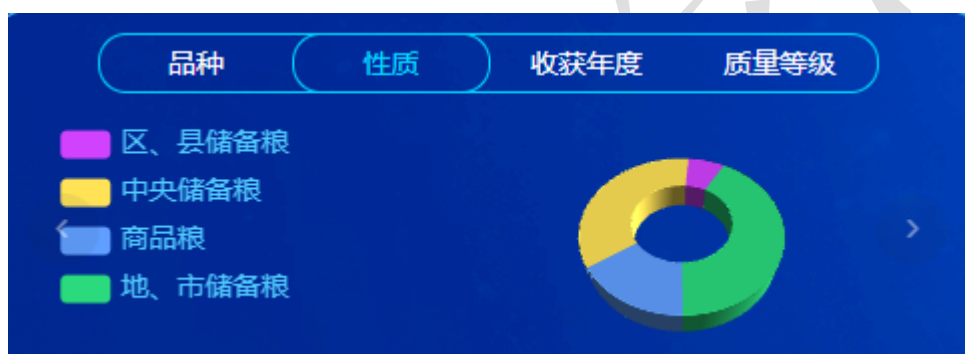 品种 性质 收获年度 质量等级
区、县储备粮
中央储备粮
商品粮
地、市储备粮